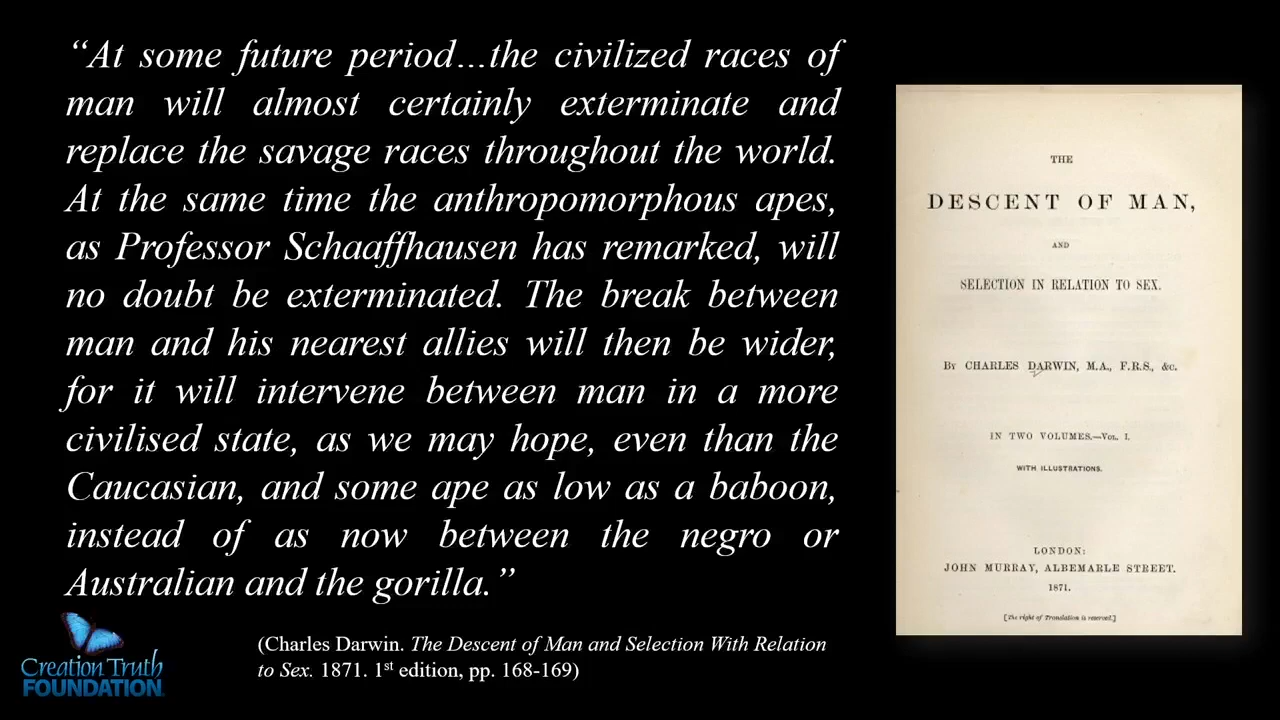 “At some future period…the civilized races of
man will almost certainly exterminate and
replace the savage races throughout the world.
At the same time the anthropomorphous apes,
as Professor Schaaffhausen has remarked, will
no doubt be exterminated. The break between
man and his nearest allies will then be wider,
for it will intervene between man in a more
civilised state, as we may hope, even than the
Caucasian, and some ape as low as a baboon,
instead of as now between the negro or
Australian and the gorilla.”
(Charles Darwin. The Descent of Man and Selection With Relation
to Sex. 1871. 1st edition, pp. 168-169)
Creation Truth
FOUNDATION
THE
DESCENT OF MAN,
AND
SELECTION IN RELATION TO SEX.
BY CHARLES DARWIN, M.A., F.R.S., &c.
IN TWO VOLUMES.—VOL. I.
WITH ILLUSTRATIONS.
LONDON:
JOHN MURRAY, ALBEMARLE STREET.
1871.
[The right of Translation is reserved.]